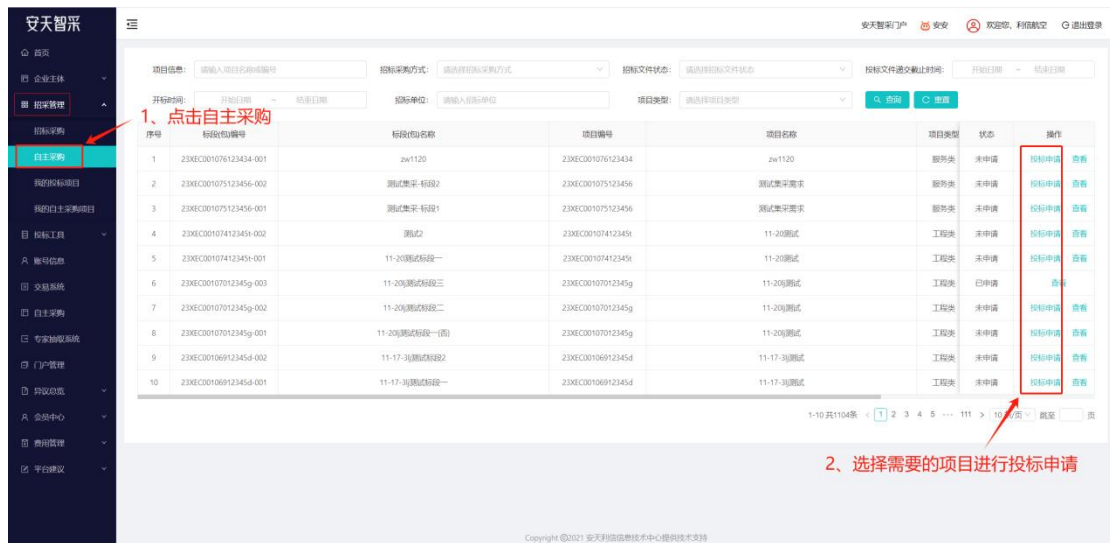 安天智采
安天智采门户 安安 欢迎您，利信航空 退出登录
首页
企业主体
招采管理
招标采购
自主采购
我的投标项目
我的自主采购项目
投标工具
账号信息
交易系统
自主采购
专家抽取系统
门户管理
异议总览
会员中心
费用管理
平台建议
项目信息: 请输入项目名称或编号 招标采购方式: 请选择招标采购方式 招标文件状态: 请选择招标文件状态 投标文件递交截止时间: 开始日期 ~ 结束日期
开标时间: 开始日期 ~ 结束日期 招标单位: 请输入招标单位 项目类型: 请选择项目类型 查询 重置
1、点击自主采购
序号 标段(包)编号 标段(包)名称 项目编号 项目名称 项目类型 状态 操作
1 23XEC001076123434-001 zw1120 23XEC001076123434 zw1120 服务类 未申请 投标申请 查看
2 23XEC001075123456-002 测试集采-标段2 23XEC001075123456 测试集采需求 服务类 未申请 投标申请 查看
3 23XEC001075123456-001 测试集采-标段1 23XEC001075123456 测试集采需求 服务类 未申请 投标申请 查看
4 23XEC00107412345t-002 测试2 23XEC00107412345t 11-20测试 工程类 未申请 投标申请 查看
5 23XEC00107412345t-001 11-20测试标段一 23XEC00107412345t 11-20测试 工程类 未申请 投标申请 查看
6 23XEC00107012345g-003 11-20lj测试标段三 23XEC00107012345g 11-20lj测试 工程类 已申请 查看
7 23XEC00107012345g-002 11-20lj测试标段二 23XEC00107012345g 11-20lj测试 工程类 未申请 投标申请 查看
8 23XEC00107012345g-001 11-20lj测试标段一(否) 23XEC00107012345g 11-20lj测试 工程类 未申请 投标申请 查看
9 23XEC00106912345d-002 11-17-3lj测试标段2 23XEC00106912345d 11-17-3lj测试 工程类 未申请 投标申请 查看
10 23XEC00106912345d-001 11-17-3lj测试标段一 23XEC00106912345d 11-17-3lj测试 工程类 未申请 投标申请 查看
1-10 共1104条 < 1 2 3 4 5 ··· 111 > 10 条/页 跳至 页
2、选择需要的项目进行投标申请
Copyright ©2021 安天利信信息技术中心提供技术支持